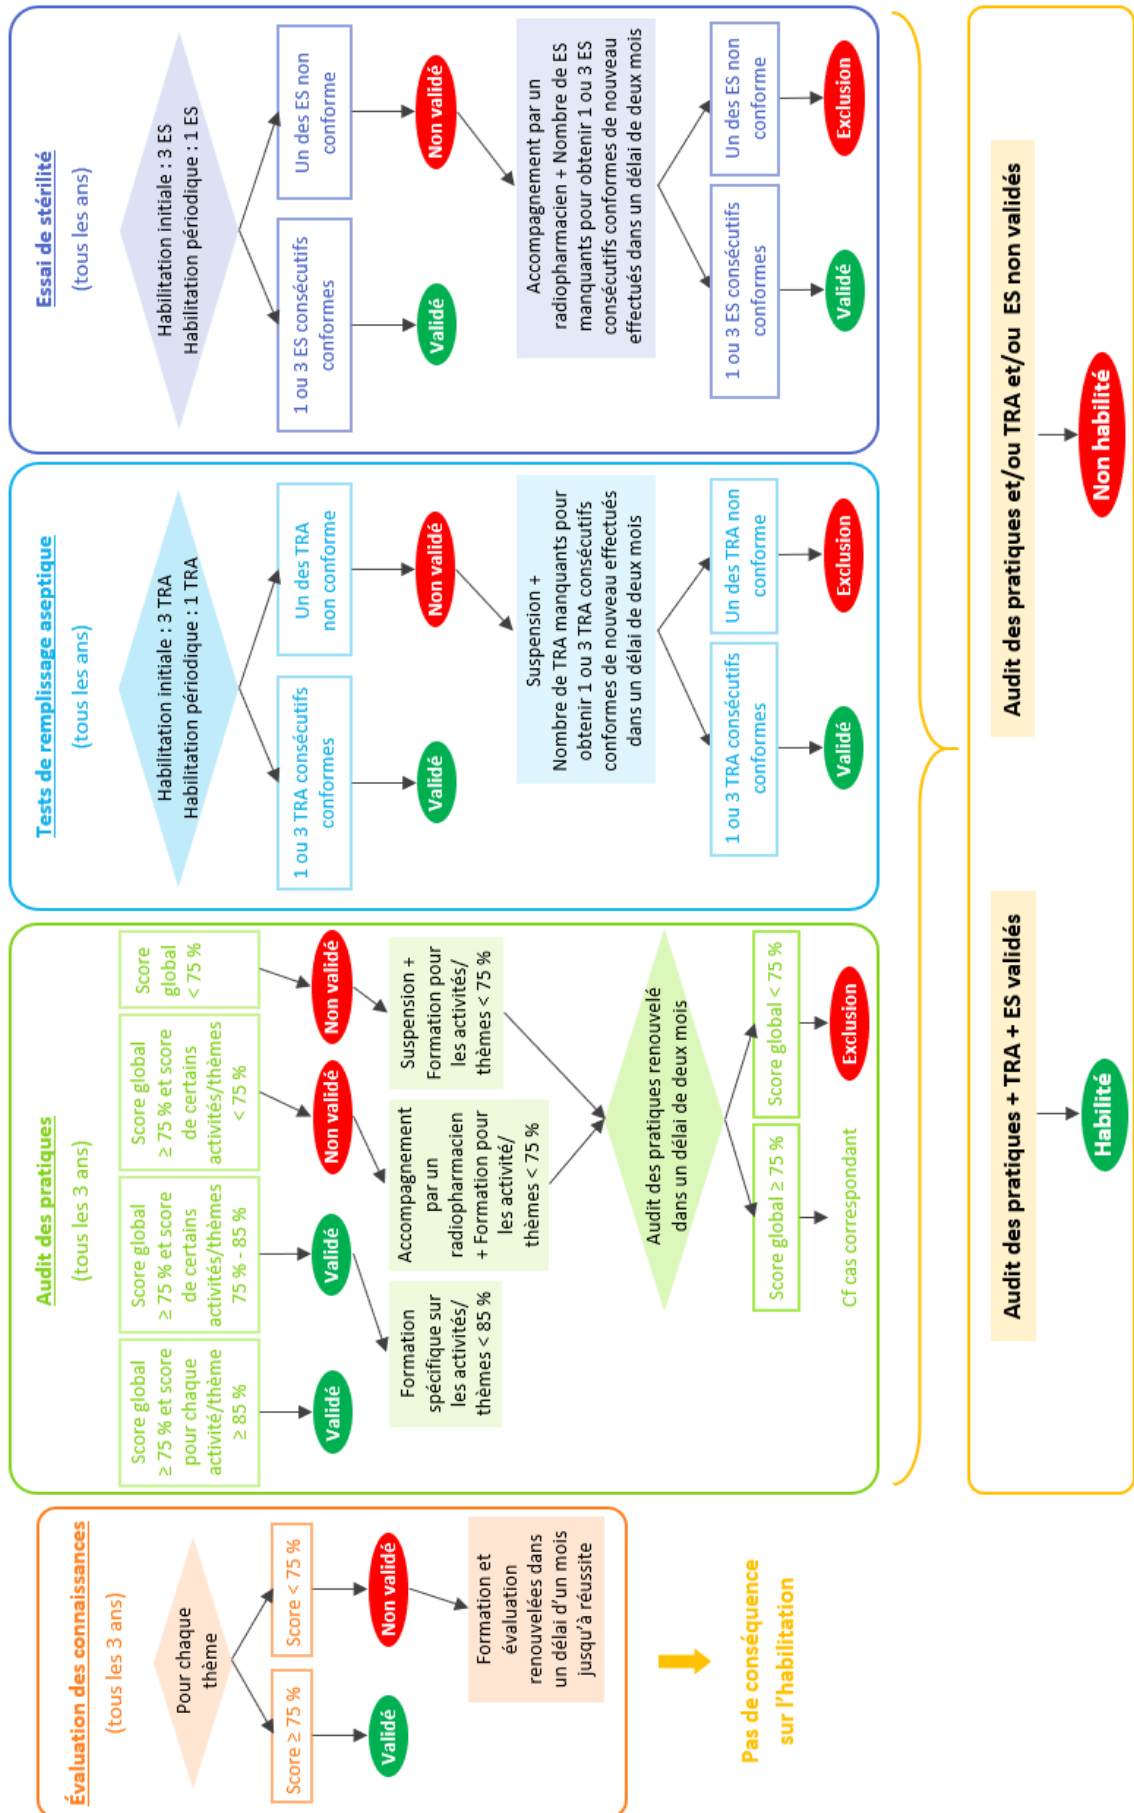 Évaluation des connaissances
(tous les 3 ans)
Pour chaque
thème
Score ≥ 75 %
Score < 75 %
Validé
Non validé
Formation et
évaluation
renouvelées dans
un délai d'un mois
jusqu'à réussite
Pas de conséquence
sur l'habilitation
Audit des pratiques
(tous les 3 ans)
Score global
≥ 75 % et score
pour chaque
activité/thème
≥ 85 %
Score global
≥ 75 % et score
de certains
activités/thèmes
75 % - 85 %
Score global
≥ 75 % et score
de certains
activités/thèmes
< 75 %
Score
global
< 75 %
Validé
Validé
Non validé
Non validé
Formation
spécifique sur
les activités/
thèmes < 85 %
Accompagnement
par un
radiopharmacien
+ Formation pour
les activité/
thèmes < 75 %
Suspension +
Formation pour
les activités/
thèmes < 75 %
Audit des pratiques renouvelé
dans un délai de deux mois
Score global ≥ 75 %
Score global < 75 %
Cf cas correspondant
Exclusion
Tests de remplissage aseptique
(tous les ans)
Habilitation initiale : 3 TRA
Habilitation périodique : 1 TRA
1 ou 3 TRA consécutifs
conformes
Un des TRA
non conforme
Validé
Non validé
Suspension +
Nombre de TRA manquants pour
obtenir 1 ou 3 TRA consécutifs
conformes de nouveau effectués
dans un délai de deux mois
1 ou 3 TRA consécutifs
conformes
Un des TRA non
conforme
Validé
Exclusion
Essai de stérilité
(tous les ans)
Habilitation initiale : 3 ES
Habilitation périodique : 1 ES
1 ou 3 ES consécutifs
conformes
Un des ES non
conforme
Validé
Non validé
Accompagnement par un
radiopharmacien + Nombre de ES
manquants pour obtenir 1 ou 3 ES
consécutifs conformes de nouveau
effectués dans un délai de deux mois
1 ou 3 ES consécutifs
conformes
Un des ES non
conforme
Validé
Exclusion
Audit des pratiques + TRA + ES validés
Habilité
Audit des pratiques et/ou TRA et/ou ES non validés
Non habilité